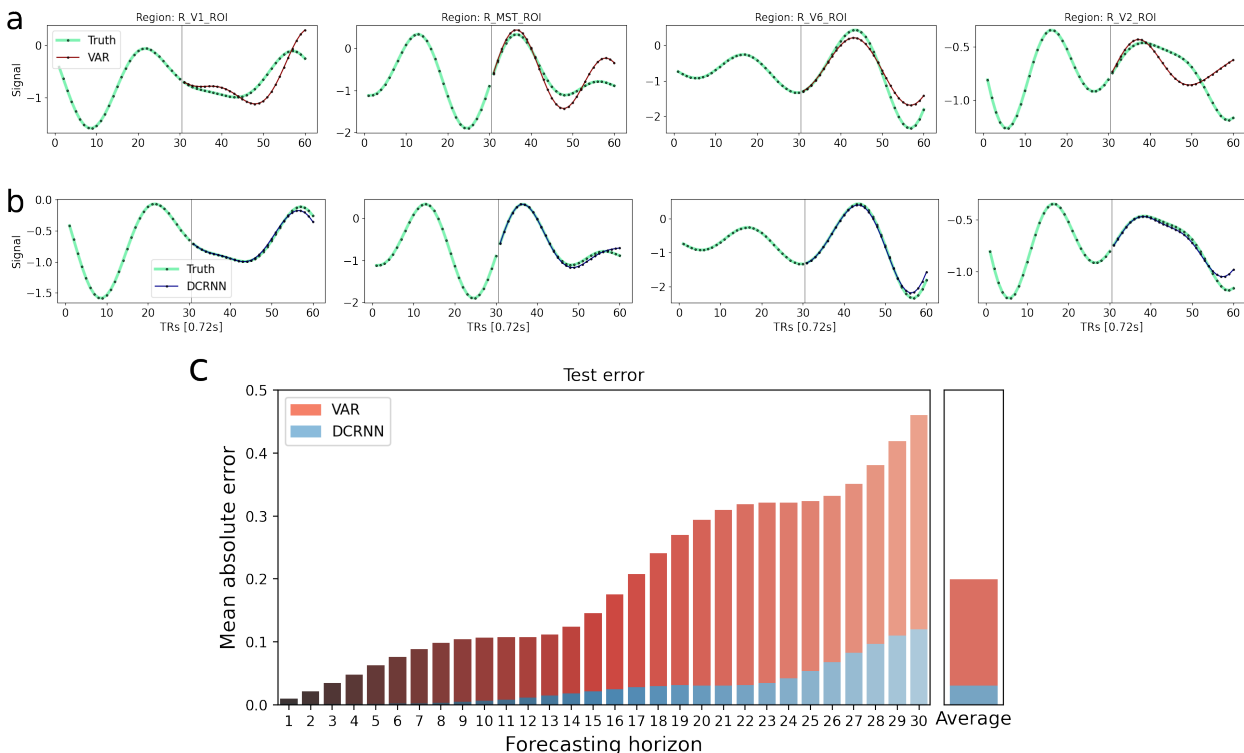 a
Region: R_V1_ROI
Region: R_MST_ROI
Region: R_V6_ROI
Region: R_V2_ROI
Signal
Truth
VAR
0
−1
0 10 20 30 40 50 60
0
−1
−2
0 10 20 30 40 50 60
0
−1
−2
0 10 20 30 40 50 60
−0.5
−1.0
0 10 20 30 40 50 60
b
Signal
Truth
DCRNN
0.0
−0.5
−1.0
−1.5
0 10 20 30 40 50 60
TRs [0.72s]
0
−1
−2
0 10 20 30 40 50 60
TRs [0.72s]
0
−1
−2
0 10 20 30 40 50 60
TRs [0.72s]
−0.5
−1.0
0 10 20 30 40 50 60
TRs [0.72s]
c
Test error
VAR
DCRNN
Mean absolute error
0.5
0.4
0.3
0.2
0.1
0.0
1 2 3 4 5 6 7 8 9 10 11 12 13 14 15 16 17 18 19 20 21 22 23 24 25 26 27 28 29 30
Average
Forecasting horizon